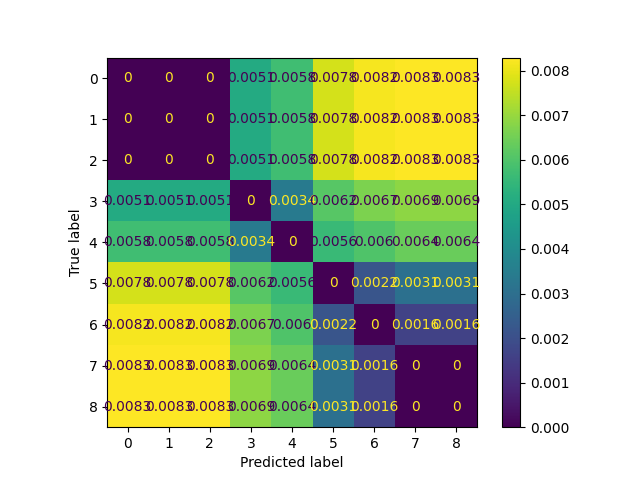 0 0 0 0 0.0051 0.0058 0.0078 0.0082 0.0083 0.0083
1 0 0 0 0.0051 0.0058 0.0078 0.0082 0.0083 0.0083
2 0 0 0 0.0051 0.0058 0.0078 0.0082 0.0083 0.0083
3 0.0051 0.0051 0.0051 0 0.0034 0.0062 0.0067 0.0069 0.0069
4 0.0058 0.0058 0.0058 0.0034 0 0.0056 0.006 0.0064 0.0064
5 0.0078 0.0078 0.0078 0.0062 0.0056 0 0.0022 0.0031 0.0031
6 0.0082 0.0082 0.0082 0.0067 0.006 0.0022 0 0.0016 0.0016
7 0.0083 0.0083 0.0083 0.0069 0.0064 0.0031 0.0016 0 0
8 0.0083 0.0083 0.0083 0.0069 0.0064 0.0031 0.0016 0 0
0 1 2 3 4 5 6 7 8
Predicted label
True label
0.008
0.007
0.006
0.005
0.004
0.003
0.002
0.001
0.000